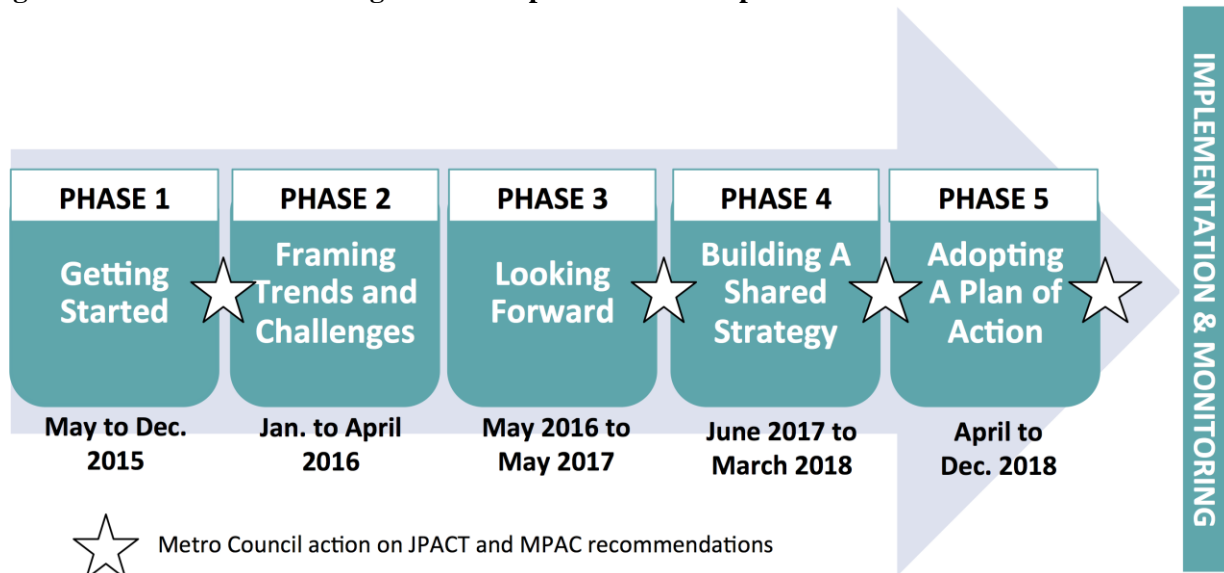 PHASE 1
Getting
Started
May to Dec.
2015
PHASE 2
Framing
Trends and
Challenges
Jan. to April
2016
PHASE 3
Looking
Forward
May 2016 to
May 2017
PHASE 4
Building A
Shared
Strategy
June 2017 to
March 2018
PHASE 5
Adopting
A Plan of
Action
April to
Dec. 2018
IMPLEMENTATION & MONITORING
Metro Council action on JPACT and MPAC recommendations